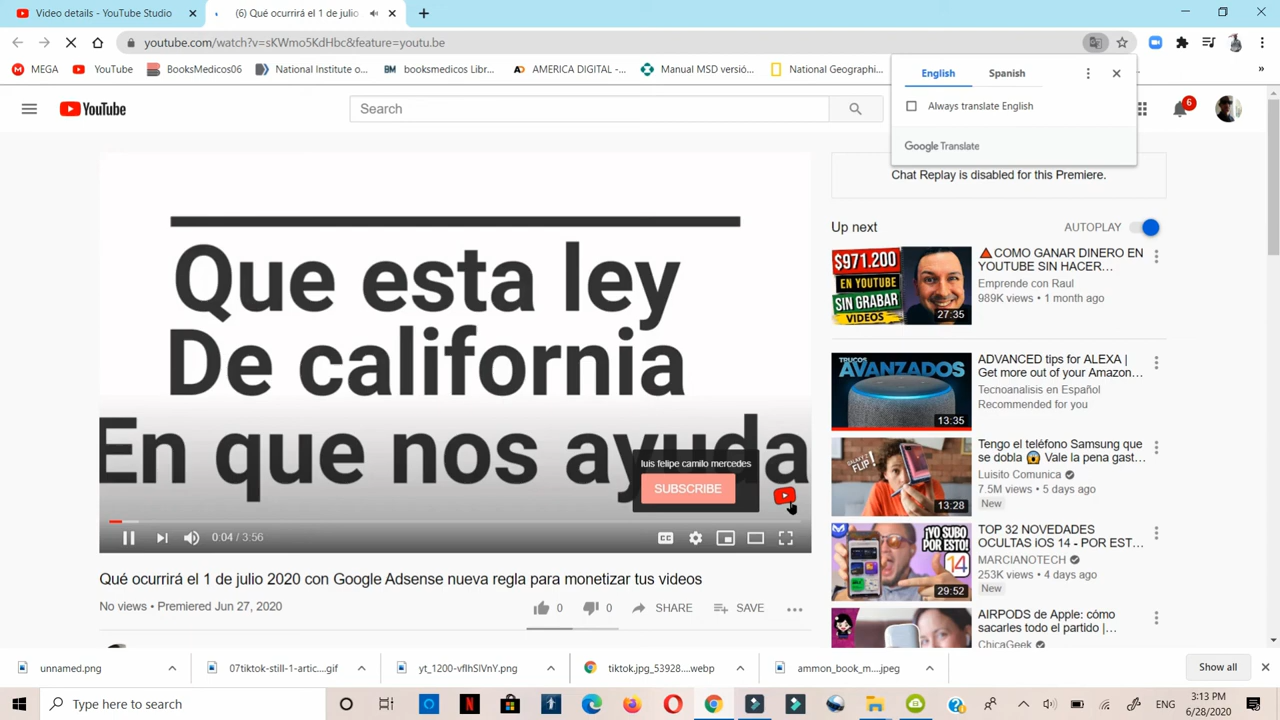 Video details - YouTube Studio
(6) Qué ocurrirá el 1 de julio
youtube.com/watch?v=sKWmo5KdHbc&feature=youtu.be
MEGA
YouTube
BooksMedicos06
National Institute...
booksmedicos Libr...
AMERICA DIGITAL -...
Manual MSD versió...
National Geographi...
»
English
Spanish
Always translate English
Google Translate
YouTube
Search
6
Chat Replay is disabled for this Premiere.
Que esta ley
De california
En que nos ayuda
luis felipe camilo mercedes
SUBSCRIBE
0:04 / 3:56
CC
Qué ocurrirá el 1 de julio 2020 con Google Adsense nueva regla para monetizar tus videos
No views • Premiered Jun 27, 2020
0
0
SHARE
SAVE
Up next
AUTOPLAY
$971.200
EN YOUTUBE
SIN GRABAR
VIDEOS
27:35
🔺COMO GANAR DINERO EN
YOUTUBE SIN HACER...
Emprende con Raul
989K views • 1 month ago
TRUCOS
AVANZADOS
13:35
ADVANCED tips for ALEXA |
Get more out of your Amazon...
Tecnoanalisis en Español
Recommended for you
FLIP!
13:28
Tengo el teléfono Samsung que
se dobla 😱 Vale la pena gast...
Luisito Comunica
7.5M views • 5 days ago
New
¡YO SUBO
POR ESTO!
14
29:52
TOP 32 NOVEDADES
OCULTAS iOS 14 - POR EST...
MARCIANOTECH
253K views • 4 days ago
New
AIRPODS de Apple: cómo
sacarles todo el partido |...
ChicaGeek
unnamed.png
07tiktok-still-1-artic....gif
yt_1200-vflhSIVnY.png
tiktok.jpg_53928....webp
ammon_book_m....jpeg
Show all
Type here to search
ENG
3:13 PM
6/28/2020